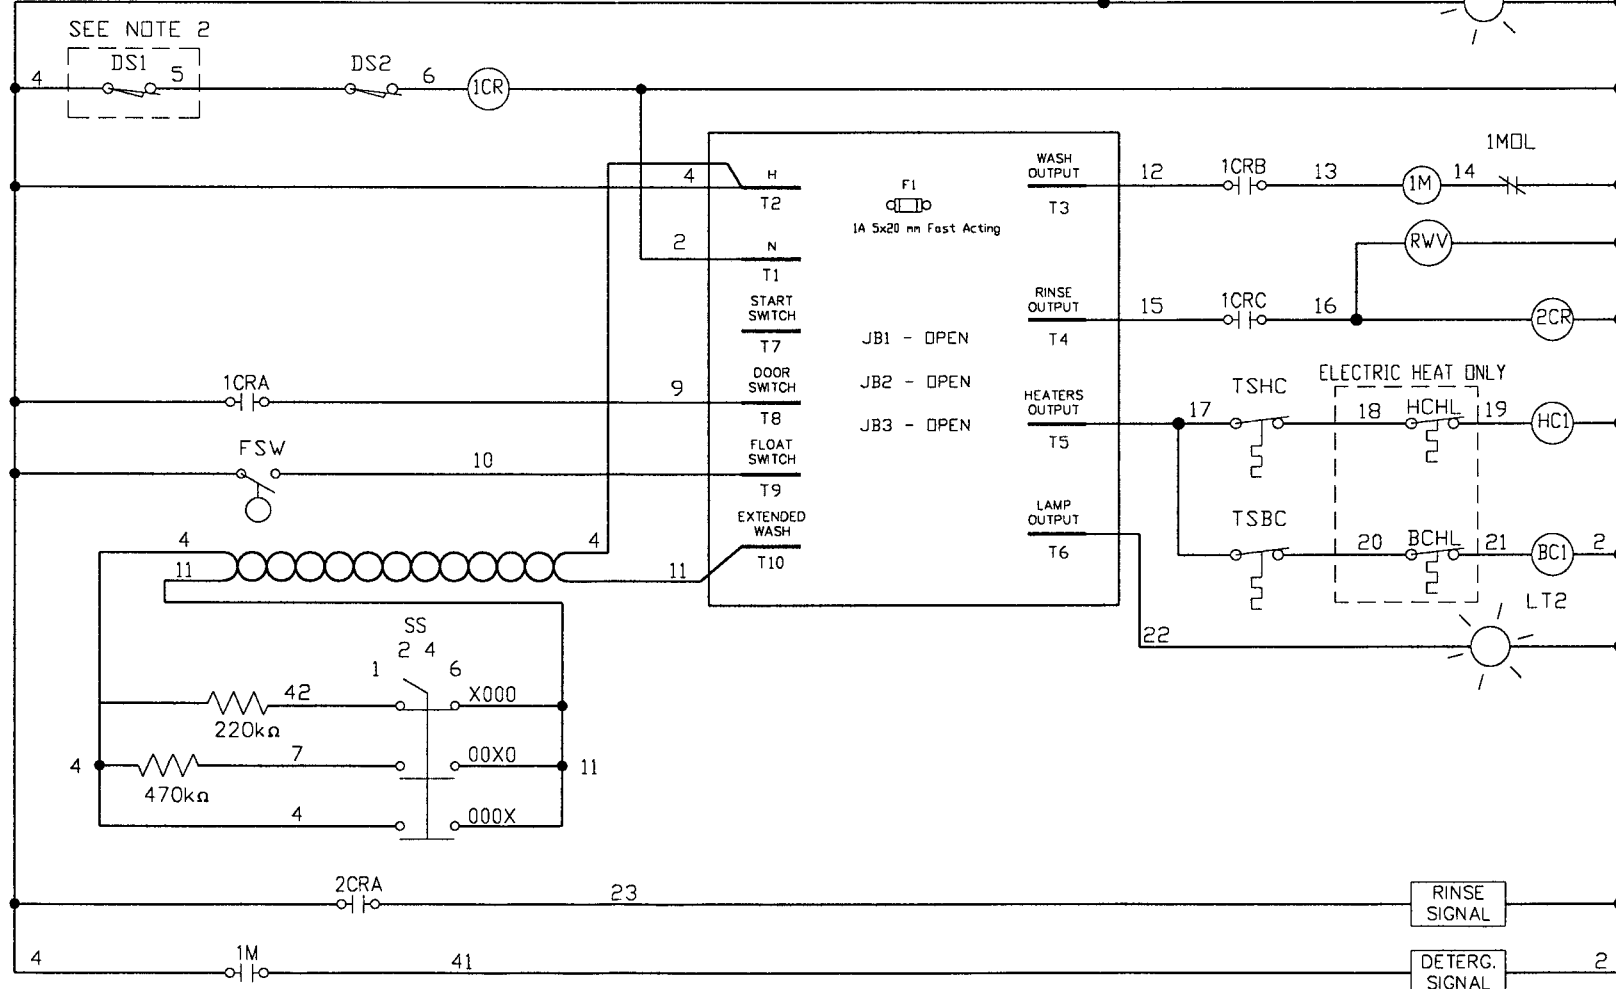 SEE NOTE 2
4
DS1
5
DS2
6
1CR
H
4
T2
N
2
T1
START
SWITCH
T7
DOOR
SWITCH
1CRA
9
T8
FLOAT
SWITCH
FSW
10
T9
EXTENDED
WASH
T10
F1
1A 5x20 mm Fast Acting
JB1 - OPEN
JB2 - OPEN
JB3 - OPEN
WASH
OUTPUT
T3
12
1CRB
13
1M
14
1MOL
RWV
RINSE
OUTPUT
T4
15
1CRC
16
2CR
HEATERS
OUTPUT
T5
17
TSHC
ELECTRIC HEAT ONLY
18
HCHL
19
HC1
TSBC
20
BCHL
21
BC1
2
LAMP
OUTPUT
T6
22
LT2
4
4
11
11
SS
2 4
1
6
42
X000
220kΩ
4
7
00X0
11
470kΩ
4
000X
2CRA
23
RINSE
SIGNAL
4
1M
41
DETERG.
SIGNAL
2